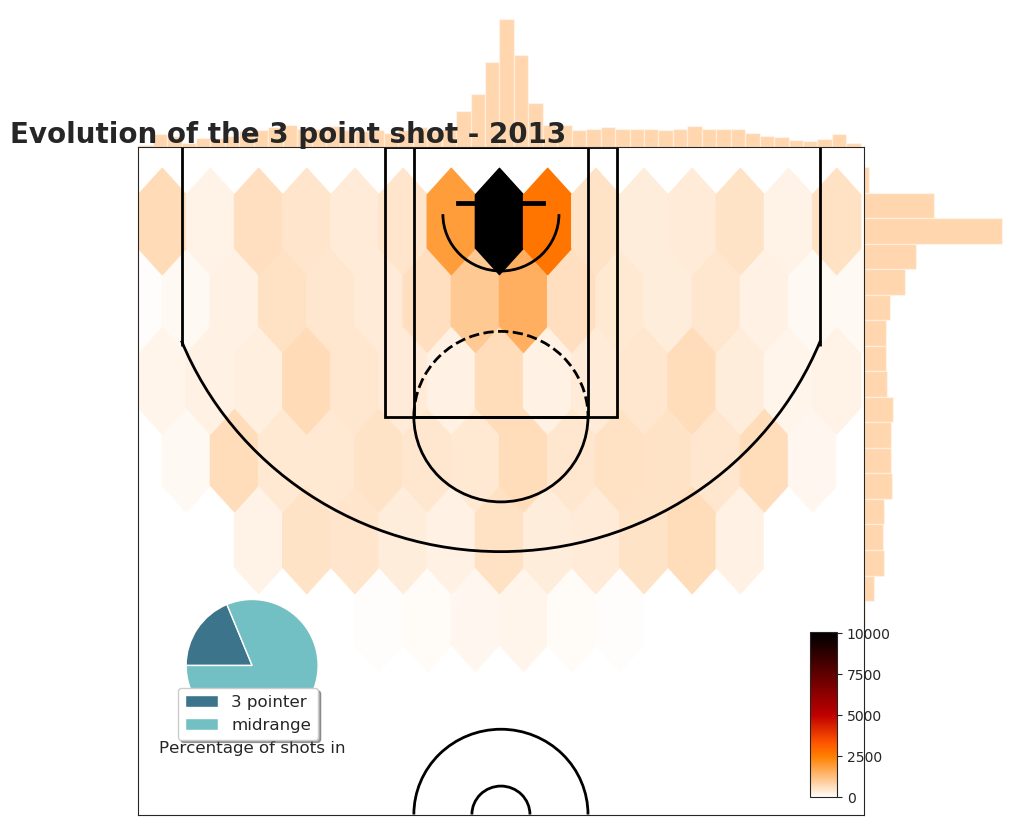 Evolution of the 3 point shot - 2013
3 pointer
midrange
Percentage of shots in
10000
7500
5000
2500
0